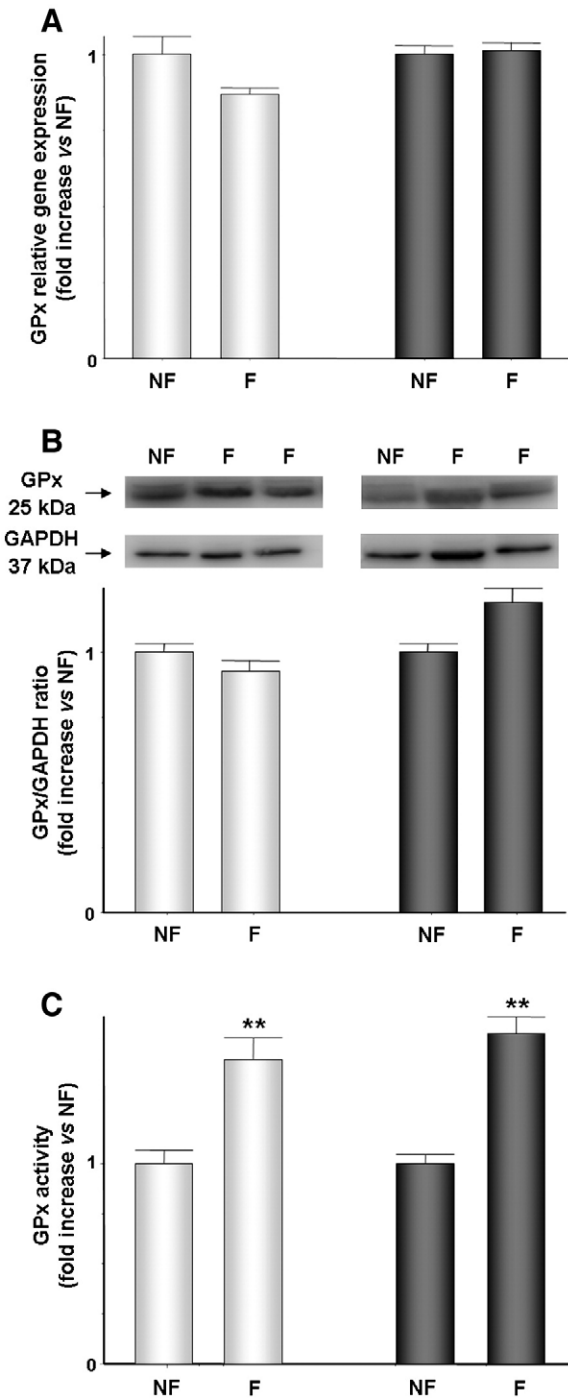 A
GPx relative gene expression
(fold increase vs NF)
1
0
NF F NF F
B
NF F F NF F F
GPx
25 kDa
GAPDH
37 kDa
GPx/GAPDH ratio
(fold increase vs NF)
1
0
NF F NF F
C
GPx activity
(fold increase vs NF)
** **
1
0
NF F NF F